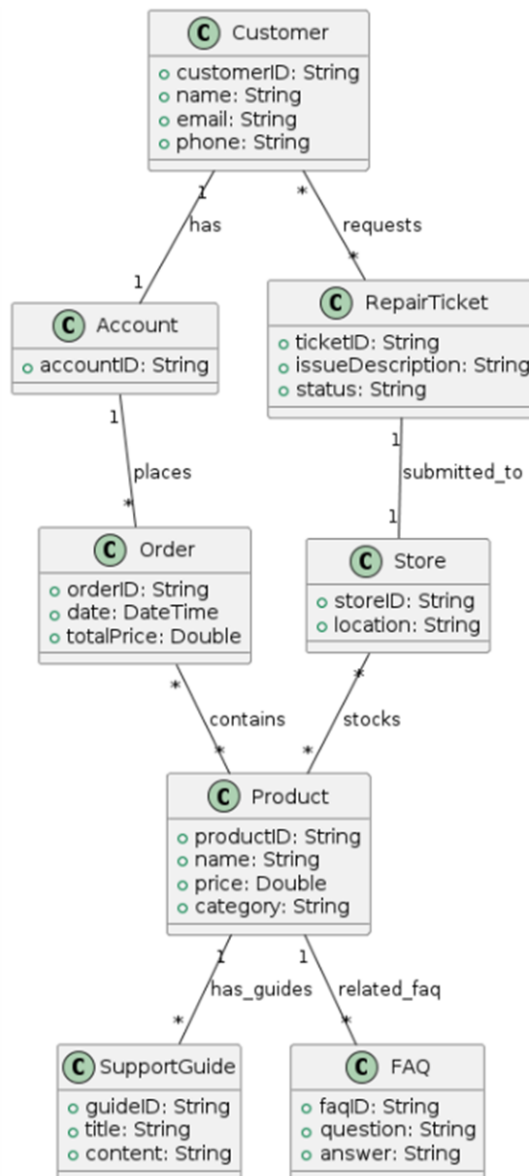 C Customer
customerID: String
name: String
email: String
phone: String
1
*
has
requests
1
*
C Account
accountID: String
C RepairTicket
ticketID: String
issueDescription: String
status: String
1
1
places
submitted_to
*
1
C Order
orderID: String
date: DateTime
totalPrice: Double
C Store
storeID: String
location: String
*
*
contains
stocks
*
*
C Product
productID: String
name: String
price: Double
category: String
1
1
has_guides
related_faq
*
*
C SupportGuide
guideID: String
title: String
content: String
C FAQ
faqID: String
question: String
answer: String